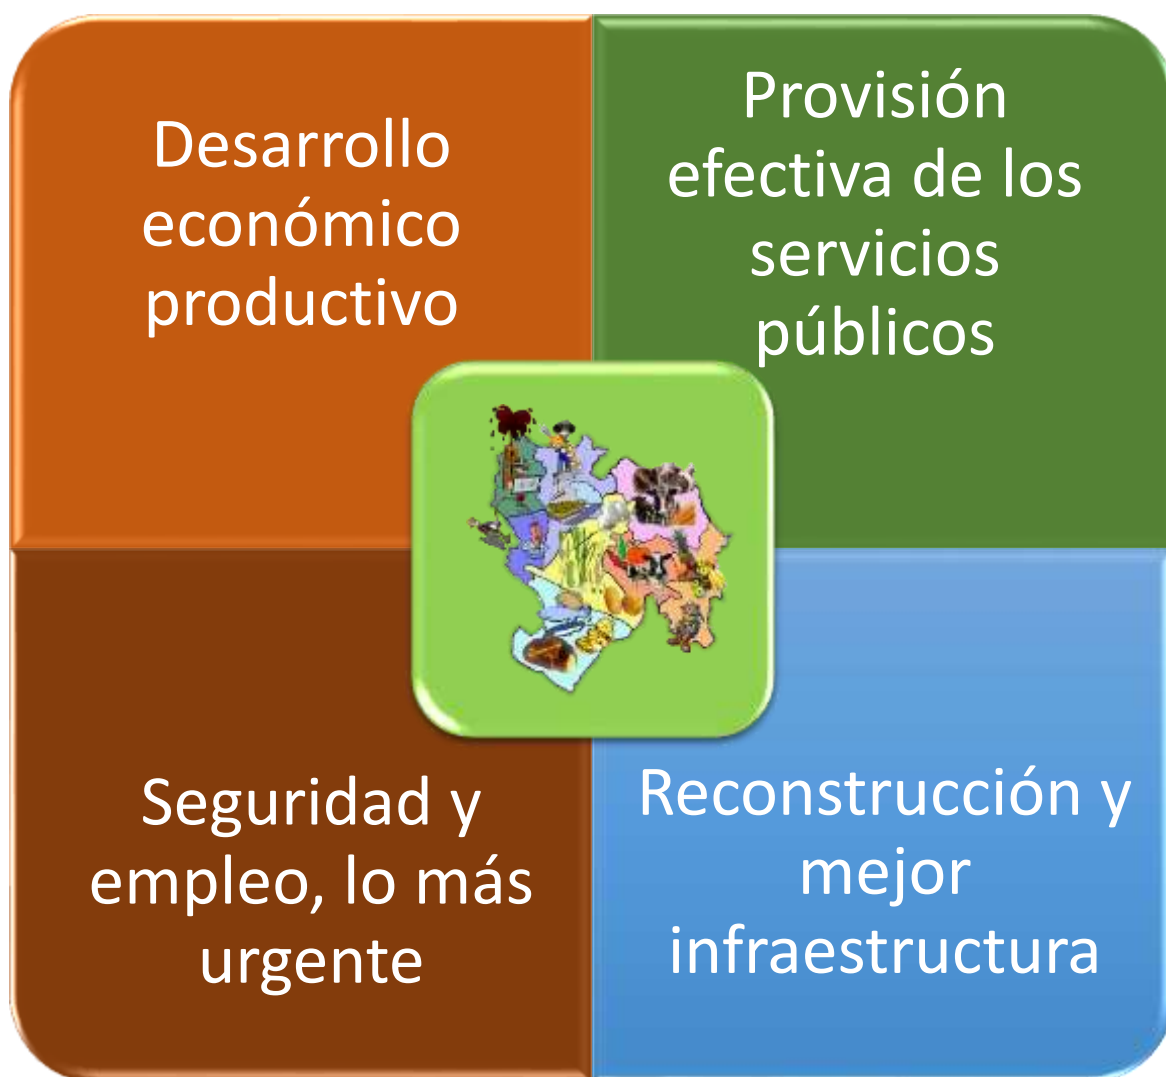 Desarrollo
económico
productivo
Provisión
efectiva de los
servicios
públicos
Seguridad y
empleo, lo más
urgente
Reconstrucción y
mejor
infraestructura